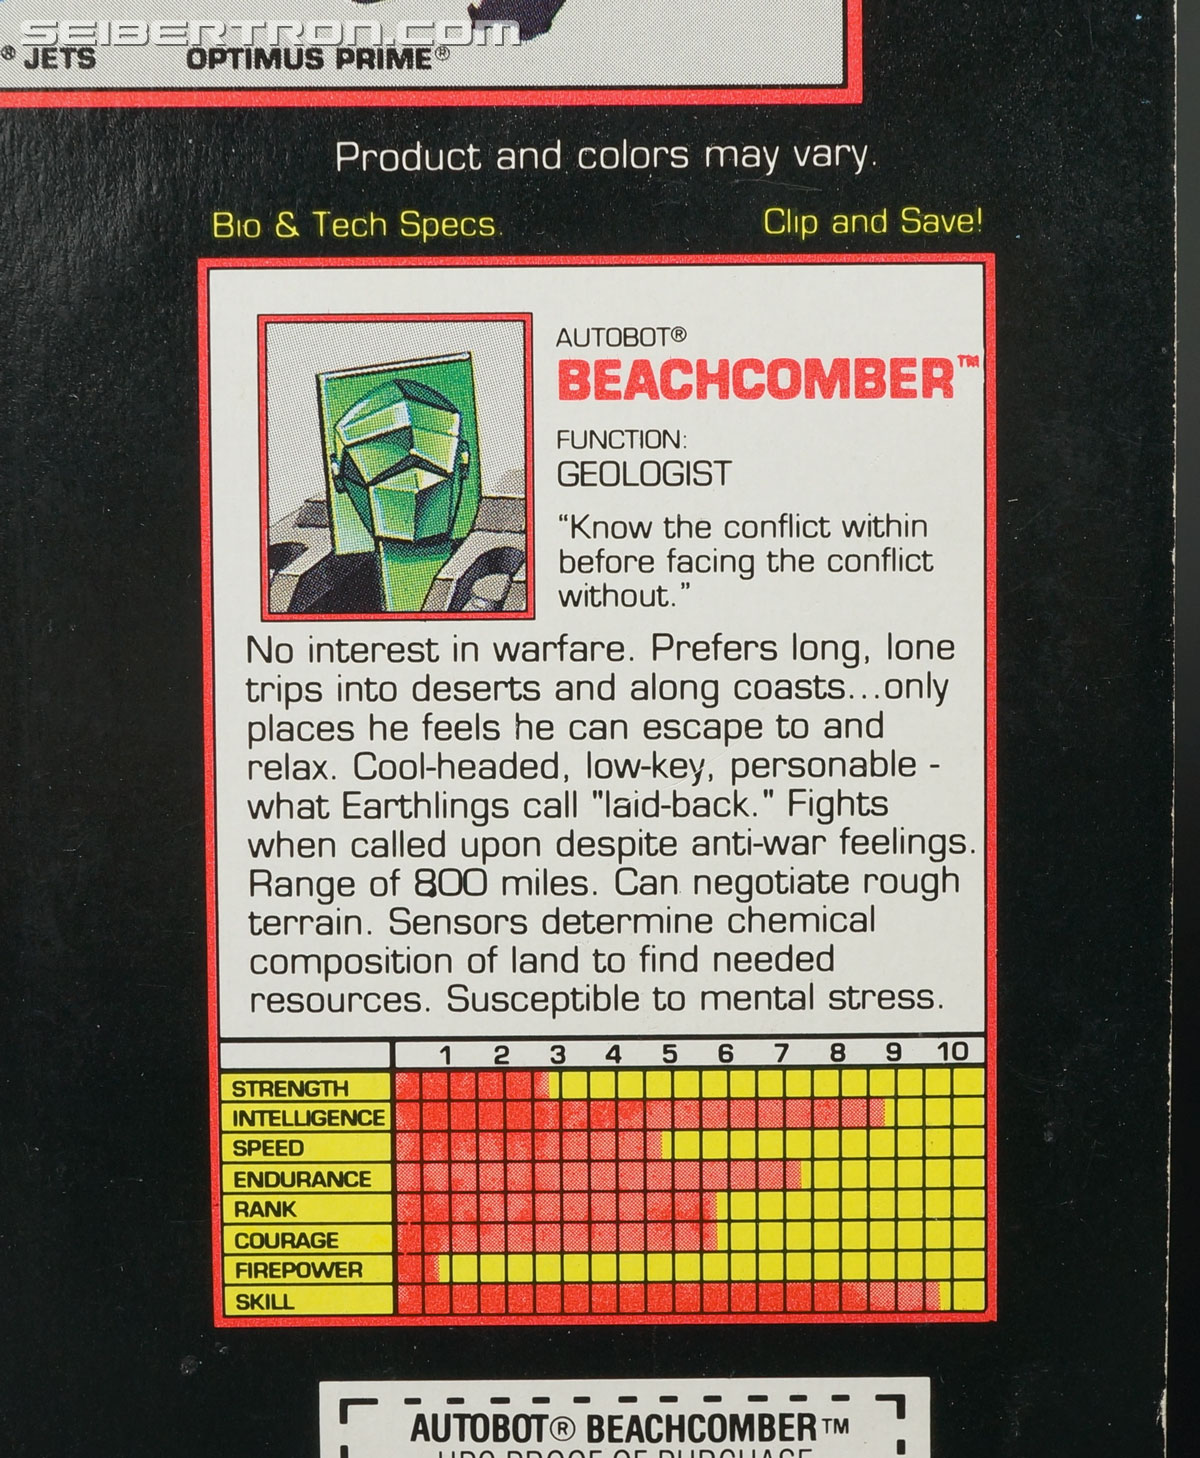 SEIBERTRON.com
® JETS
OPTIMUS PRIME®
Product and colors may vary.
Bio & Tech Specs.
Clip and Save!
AUTOBOT®
BEACHCOMBER™
FUNCTION:
GEOLOGIST
“Know the conflict within
before facing the conflict
without.”
No interest in warfare. Prefers long, lone
trips into deserts and along coasts...only
places he feels he can escape to and
relax. Cool-headed, low-key, personable -
what Earthlings call "laid-back." Fights
when called upon despite anti-war feelings.
Range of 800 miles. Can negotiate rough
terrain. Sensors determine chemical
composition of land to find needed
resources. Susceptible to mental stress.
1 2 3 4 5 6 7 8 9 10
STRENGTH
INTELLIGENCE
SPEED
ENDURANCE
RANK
COURAGE
FIREPOWER
SKILL
AUTOBOT® BEACHCOMBER™
UPC PROOF OF PURCHASE